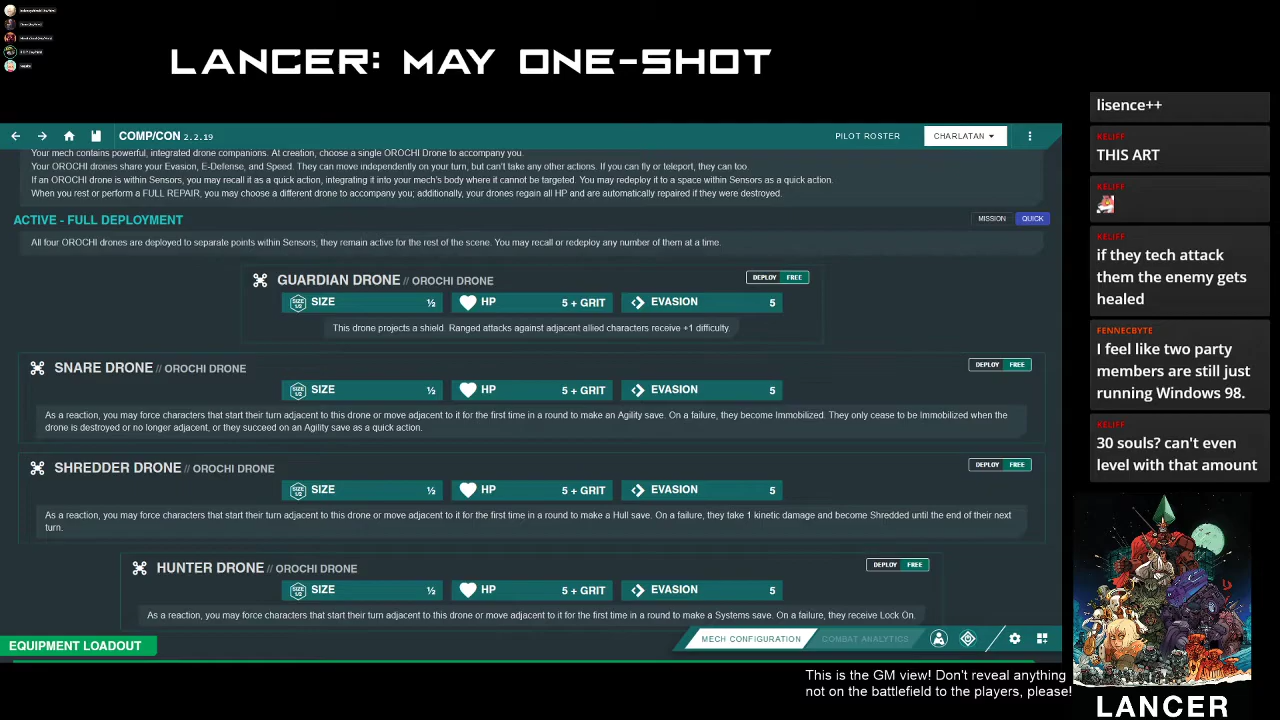 LANCER: MAY ONE-SHOT
COMP/CON 2.2.19
PILOT ROSTER
CHARLATAN
Your mech contains powerful, integrated drone companions. At creation, choose a single OROCHI Drone to accompany you.
Your OROCHI drones share your Evasion, E-Defense, and Speed. They can move independently on your turn, but can't take any other actions. If you can fly or teleport, they can too.
If an OROCHI drone is within Sensors, you may recall it as a quick action, integrating it into your mech's body where it cannot be targeted. You may redeploy it to a space within Sensors as a quick action.
When you rest or perform a FULL REPAIR, you may choose a different drone to accompany you; additionally, your drones regain all HP and are automatically repaired if they were destroyed.
ACTIVE - FULL DEPLOYMENT
MISSION QUICK
All four OROCHI drones are deployed to separate points within Sensors, they remain active for the rest of the scene. You may recall or redeploy any number of them at a time.
GUARDIAN DRONE // OROCHI DRONE
DEPLOY FREE
SIZE ½ HP 5 + GRIT EVASION 5
This drone projects a shield. Ranged attacks against adjacent allied characters receive +1 difficulty.
SNARE DRONE // OROCHI DRONE
DEPLOY FREE
SIZE ½ HP 5 + GRIT EVASION 5
As a reaction, you may force characters that start their turn adjacent to this drone or move adjacent to it for the first time in a round to make an Agility save. On a failure, they become Immobilized. They only cease to be Immobilized when the
drone is destroyed or no longer adjacent, or they succeed on an Agility save as a quick action.
SHREDDER DRONE // OROCHI DRONE
DEPLOY FREE
SIZE ½ HP 5 + GRIT EVASION 5
As a reaction, you may force characters that start their turn adjacent to this drone or move adjacent to it for the first time in a round to make a Hull save. On a failure, they take 1 kinetic damage and become Shredded until the end of their next
turn.
HUNTER DRONE // OROCHI DRONE
DEPLOY FREE
SIZE ½ HP 5 + GRIT EVASION 5
As a reaction, you may force characters that start their turn adjacent to this drone or move adjacent to it for the first time in a round to make a Systems save. On a failure, they receive Lock On.
EQUIPMENT LOADOUT
MECH CONFIGURATION
COMBAT ANALYTICS
This is the GM view! Don't reveal anything
not on the battlefield to the players, please!
lisence++
KELIFF
THIS ART
KELIFF
KELIFF
if they tech attack
them the enemy gets
healed
FENNECBYTE
I feel like two party
members are still just
running Windows 98.
KELIFF
30 souls? can't even
level with that amount
LANCER